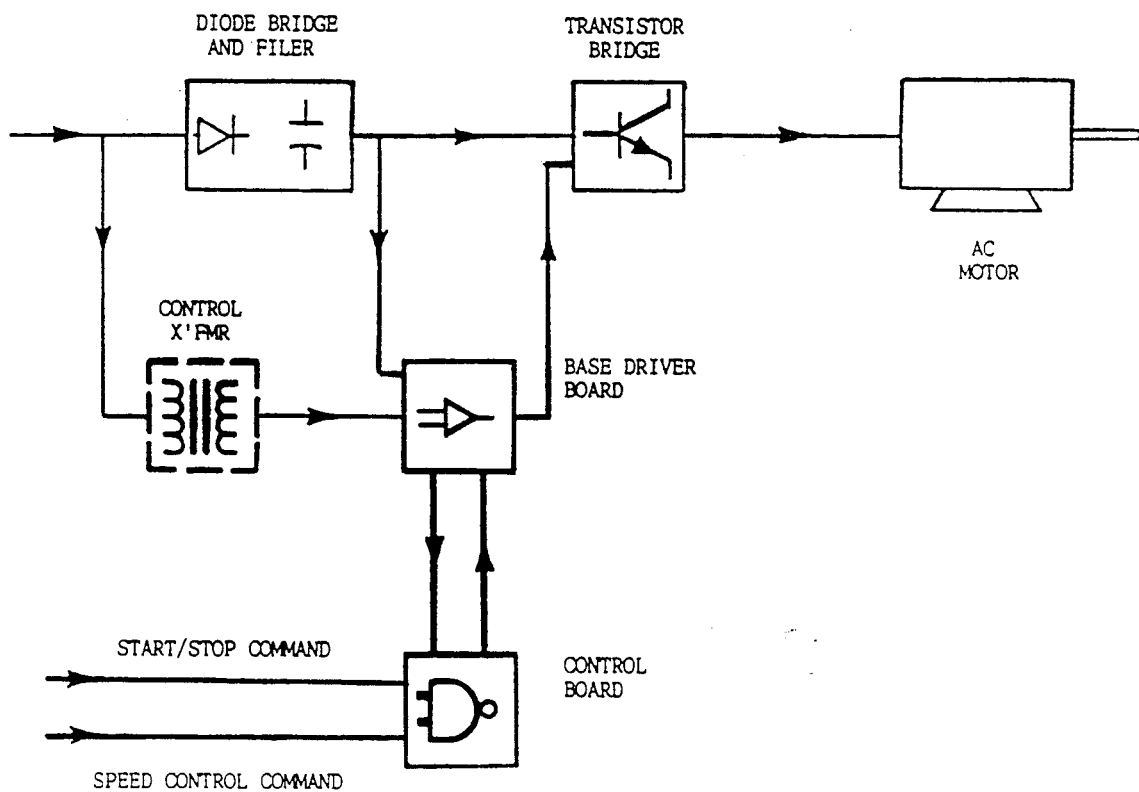 DIODE BRIDGE
AND FILER
TRANSISTOR
BRIDGE
AC
MOTOR
CONTROL
X'FMR
BASE DRIVER
BOARD
START/STOP COMMAND
CONTROL
BOARD
SPEED CONTROL COMMAND